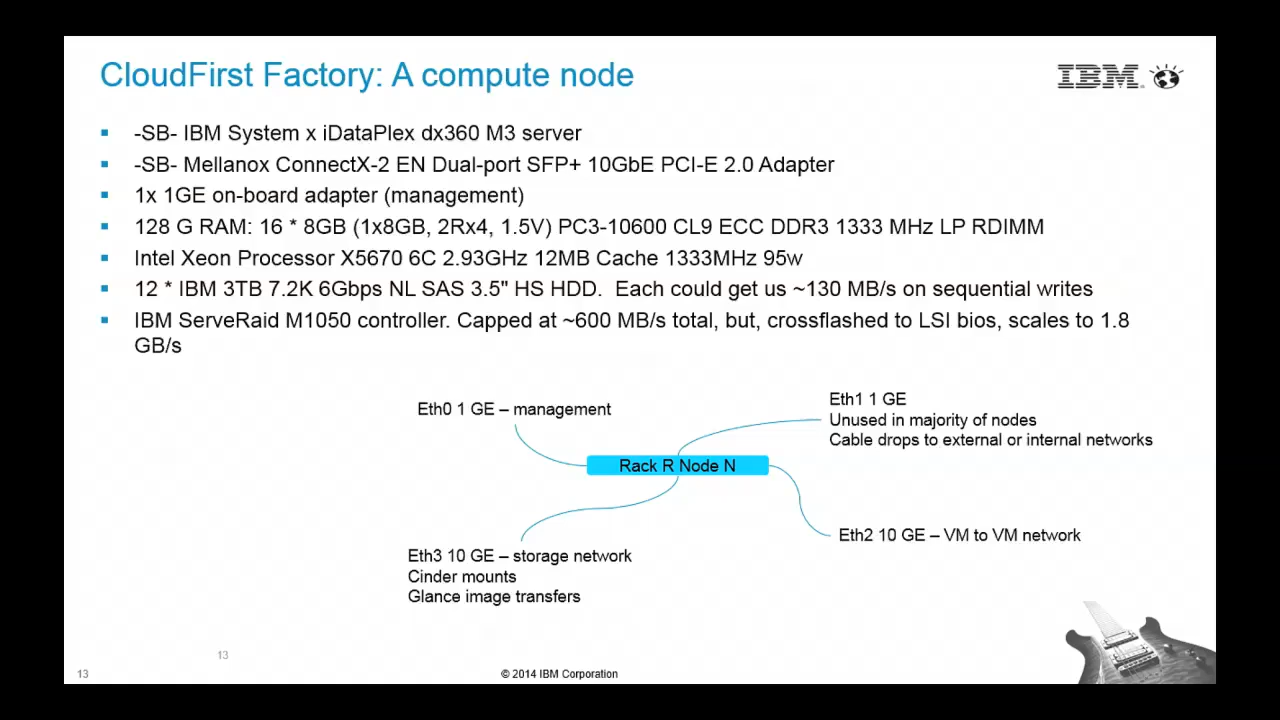 CloudFirst Factory: A compute node
IBM
-SB- IBM System x iDataPlex dx360 M3 server
-SB- Mellanox ConnectX-2 EN Dual-port SFP+ 10GbE PCI-E 2.0 Adapter
1x 1GE on-board adapter (management)
128 G RAM: 16 * 8GB (1x8GB, 2Rx4, 1.5V) PC3-10600 CL9 ECC DDR3 1333 MHz LP RDIMM
Intel Xeon Processor X5670 6C 2.93GHz 12MB Cache 1333MHz 95w
12 * IBM 3TB 7.2K 6Gbps NL SAS 3.5" HS HDD.  Each could get us ~130 MB/s on sequential writes
IBM ServeRaid M1050 controller. Capped at ~600 MB/s total, but, crossflashed to LSI bios, scales to 1.8
GB/s
Eth0 1 GE – management
Eth1 1 GE
Unused in majority of nodes
Cable drops to external or internal networks
Rack R Node N
Eth2 10 GE – VM to VM network
Eth3 10 GE – storage network
Cinder mounts
Glance image transfers
13
13
© 2014 IBM Corporation